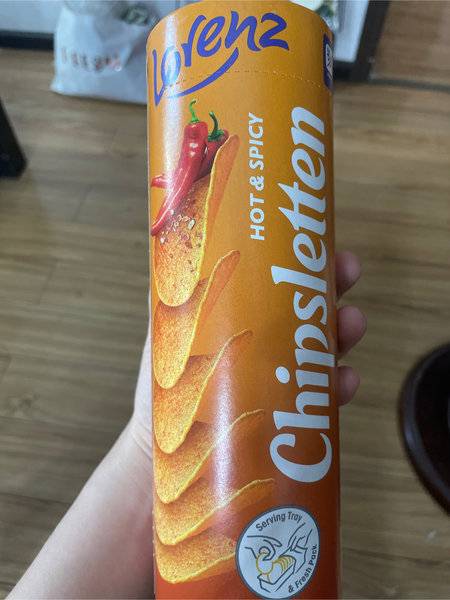 Lorenz
HOT & SPICY
Chipsletten
Serving Tray
& Fresh Pack